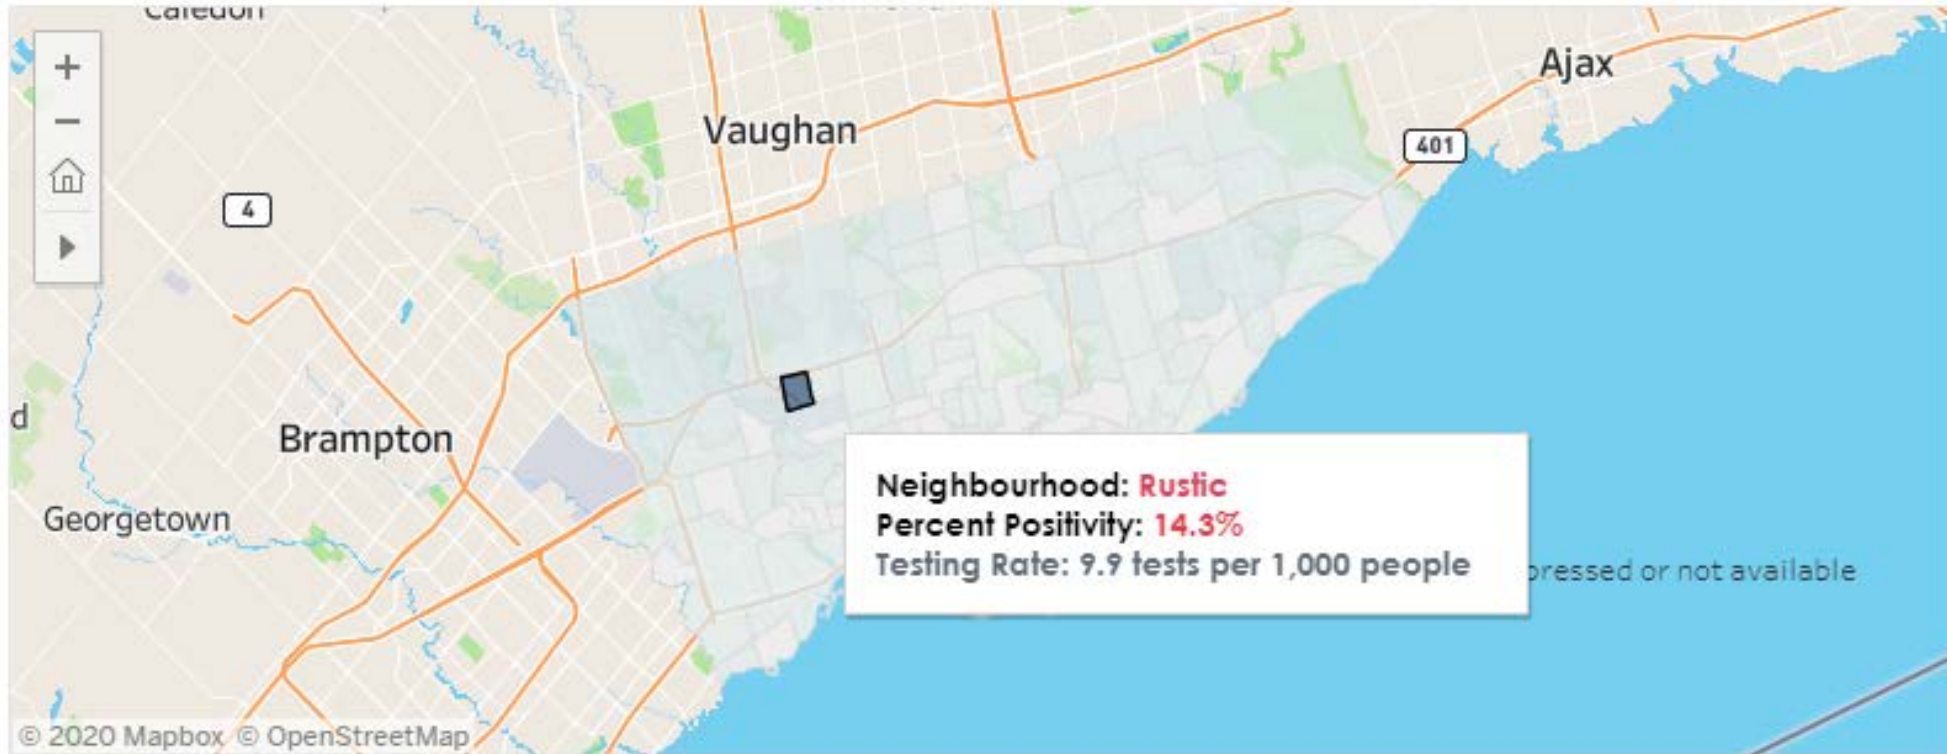 Caledon
Ajax
Vaughan
401
4
d
Brampton
Georgetown
Neighbourhood: Rustic
Percent Positivity: 14.3%
Testing Rate: 9.9 tests per 1,000 people
pressed or not available
© 2020 Mapbox © OpenStreetMap